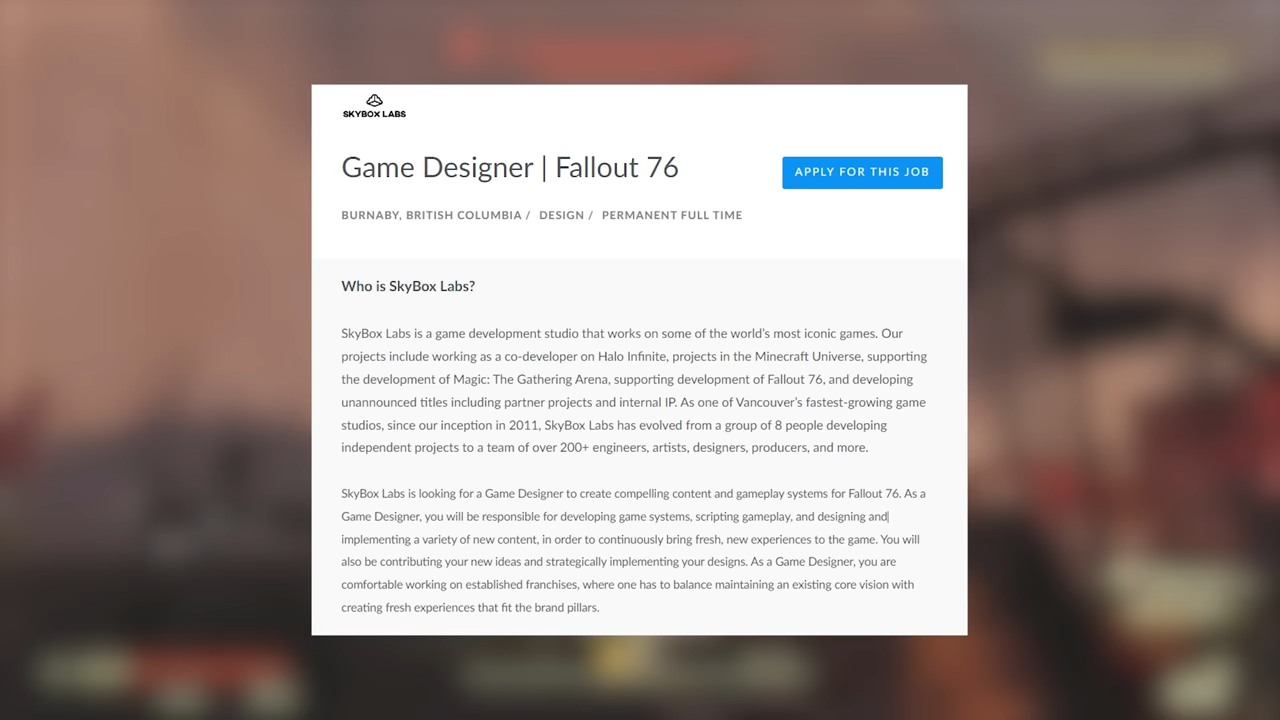 SKYBOX LABS
Game Designer | Fallout 76
APPLY FOR THIS JOB
BURNABY, BRITISH COLUMBIA / DESIGN / PERMANENT FULL TIME
Who is SkyBox Labs?
SkyBox Labs is a game development studio that works on some of the world's most iconic games. Our
projects include working as a co-developer on Halo Infinite, projects in the Minecraft Universe, supporting
the development of Magic: The Gathering Arena, supporting development of Fallout 76, and developing
unannounced titles including partner projects and internal IP. As one of Vancouver's fastest-growing game
studios, since our inception in 2011, SkyBox Labs has evolved from a group of 8 people developing
independent projects to a team of over 200+ engineers, artists, designers, producers, and more.
SkyBox Labs is looking for a Game Designer to create compelling content and gameplay systems for Fallout 76. As a
Game Designer, you will be responsible for developing game systems, scripting gameplay, and designing and
implementing a variety of new content, in order to continuously bring fresh, new experiences to the game. You will
also be contributing your new ideas and strategically implementing your designs. As a Game Designer, you are
comfortable working on established franchises, where one has to balance maintaining an existing core vision with
creating fresh experiences that fit the brand pillars.